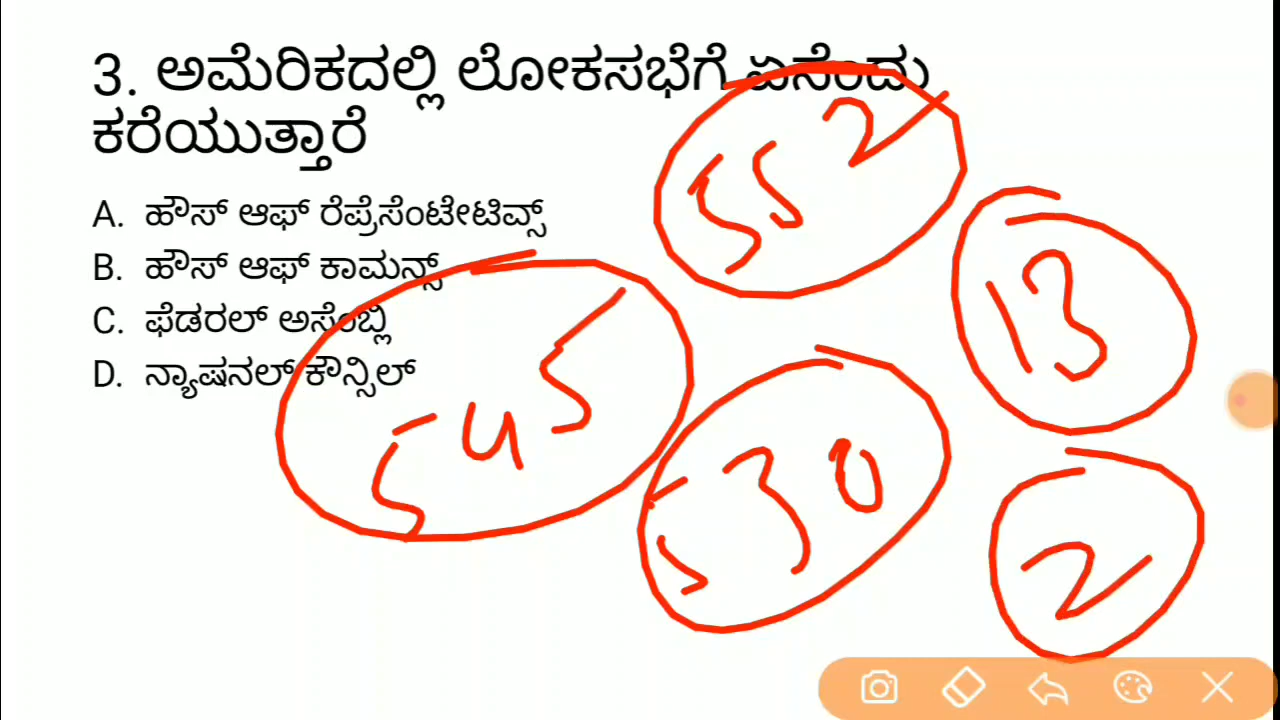 3. ಅಮೆರಿಕದಲ್ಲಿ ಲೋಕಸಭೆಗೆ ಏನೆಂದು
ಕರೆಯುತ್ತಾರೆ
A. ಹೌಸ್ ಆಫ್ ರೆಪ್ರೆಸೆಂಟೇಟಿವ್ಸ್
B. ಹೌಸ್ ಆಫ್ ಕಾಮನ್ಸ್
C. ಫೆಡರಲ್ ಅಸೆಂಬ್ಲಿ
D. ನ್ಯಾಷನಲ್ ಕೌನ್ಸಿಲ್
552
13
545
530
2